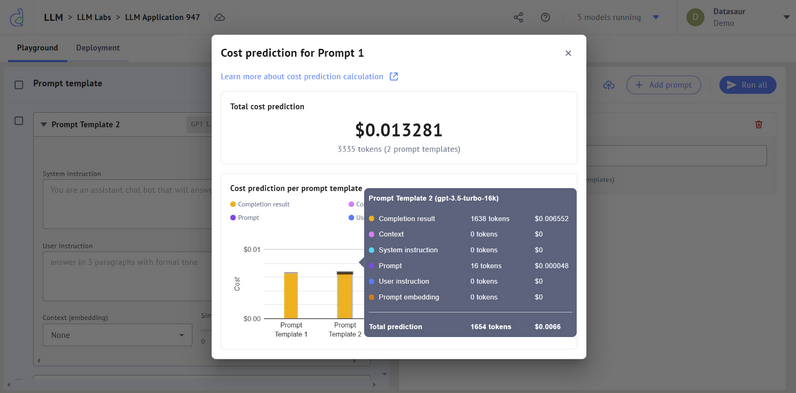 LLM > LLM Labs > LLM Application 947
5 models running
D
Datasaur
Demo
Playground
Deployment
Prompt template
Add prompt
Run all
Prompt Template 2
GPT
System Instruction
You are an assistant chat bot that will answ
User Instruction
answer in 3 paragraphs with formal tone
Context (embedding)
None
0
Cost prediction for Prompt 1
Learn more about cost prediction calculation
Total cost prediction
$0.013281
3335 tokens (2 prompt templates)
Cost prediction per prompt template
Completion result
Co
Prompt
Us
$0.01
Cost
$0.00
Prompt Template 1
Prompt Template 2
Prompt Template 2 (gpt-3.5-turbo-16k)
Completion result 1638 tokens $0.006552
Context 0 tokens $0
System instruction 0 tokens $0
Prompt 16 tokens $0.000048
User instruction 0 tokens $0
Prompt embedding 0 tokens $0
Total prediction 1654 tokens $0.0066